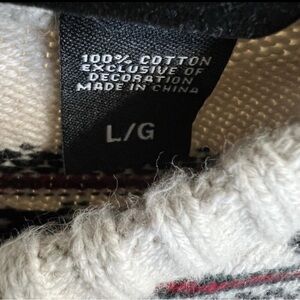 100% COTTON
EXCLUSIVE OF
DECORATION
MADE IN CHINA
L/G